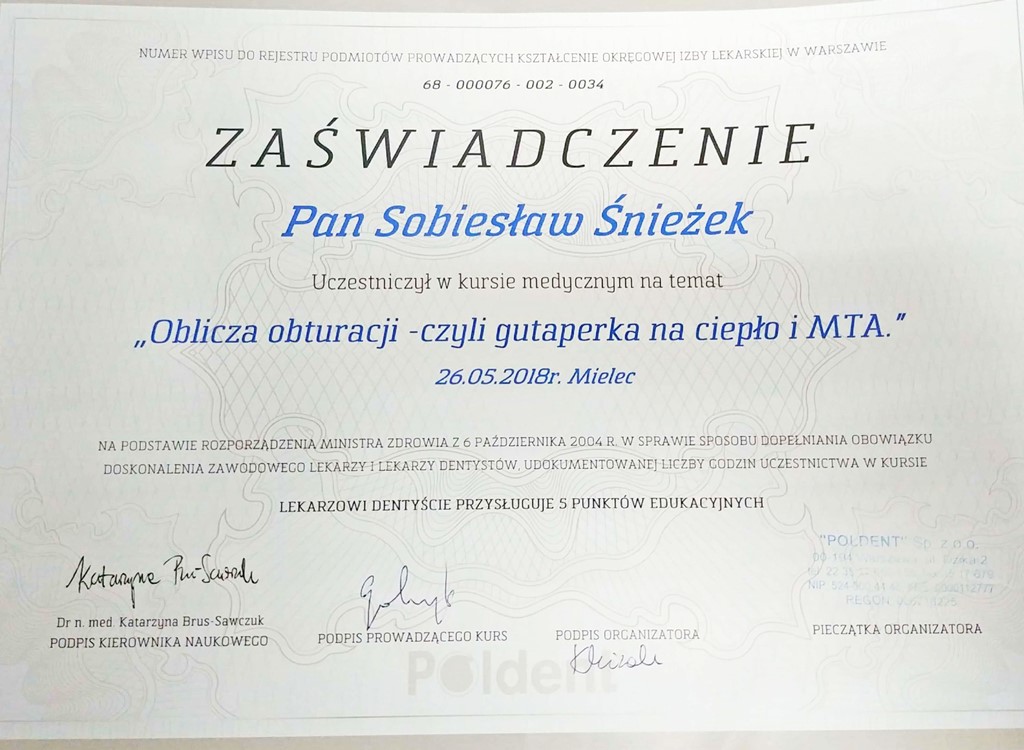 NUMER WPISU DO REJESTRU PODMIOTÓW PROWADZĄCYCH KSZTAŁCENIE OKRĘGOWEJ IZBY LEKARSKIEJ W WARSZAWIE
68 - 000076 - 002 - 0034
ZAŚWIADCZENIE
Pan Sobiesław Śnieżek
Uczestniczył w kursie medycznym na temat
„Oblicza obturacji -czyli gutaperka na ciepło i MTA."
26.05.2018r. Mielec
NA PODSTAWIE ROZPORZĄDZENIA MINISTRA ZDROWIA Z 6 PAŹDZIERNIKA 2004 R. W SPRAWIE SPOSOBU DOPEŁNIANIA OBOWIĄZKU
DOSKONALENIA ZAWODOWEGO LEKARZY I LEKARZY DENTYSTÓW, UDOKUMENTOWANEJ LICZBY GODZIN UCZESTNICTWA W KURSIE
LEKARZOWI DENTYŚCIE PRZYSŁUGUJE 5 PUNKTÓW EDUKACYJNYCH
"POLDENT" Sp. z o.o.
NIP
REGON
Katarzyna
Dr n. med. Katarzyna Brus-Sawczuk
PODPIS KIEROWNIKA NAUKOWEGO
PODPIS PROWADZĄCEGO KURS
PODPIS ORGANIZATORA
PIECZĄTKA ORGANIZATORA
Poldent